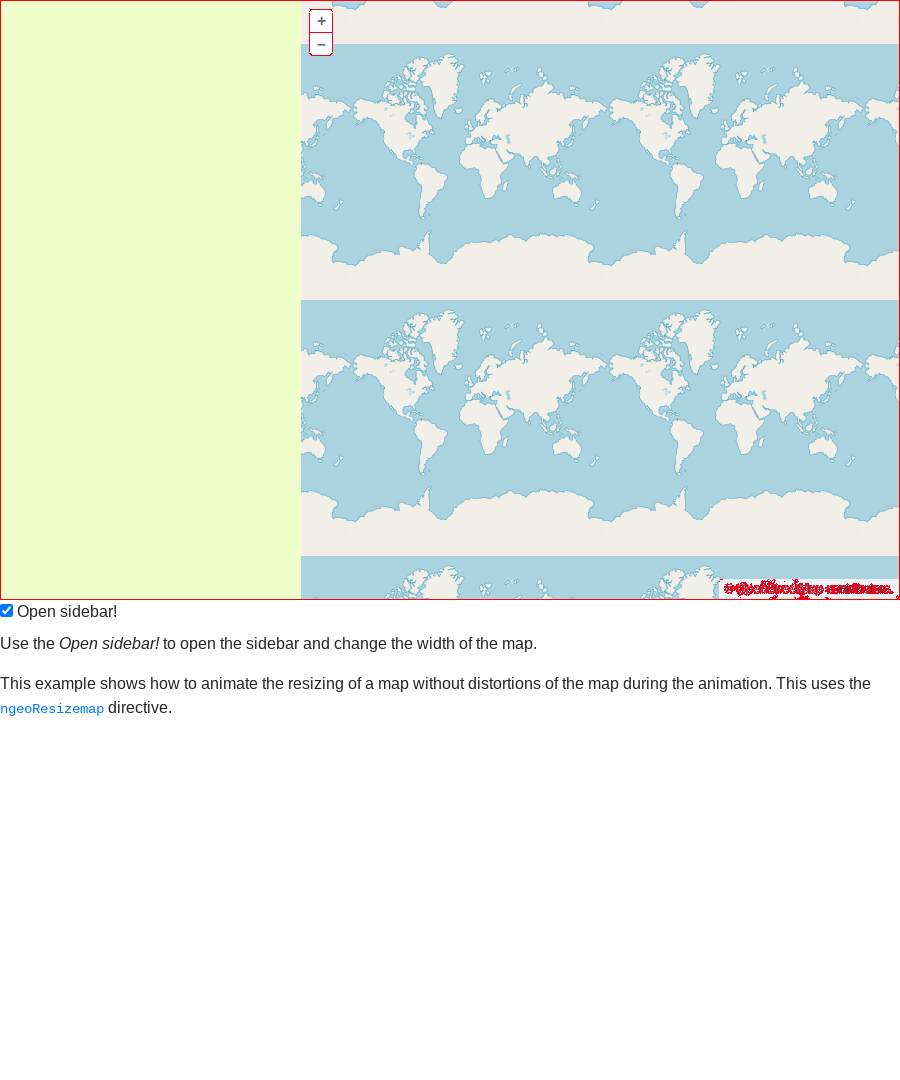 +
−
Open sidebar!
Use the Open sidebar! to open the sidebar and change the width of the map.
This example shows how to animate the resizing of a map without distortions of the map during the animation. This uses the
ngeoResizemap directive.